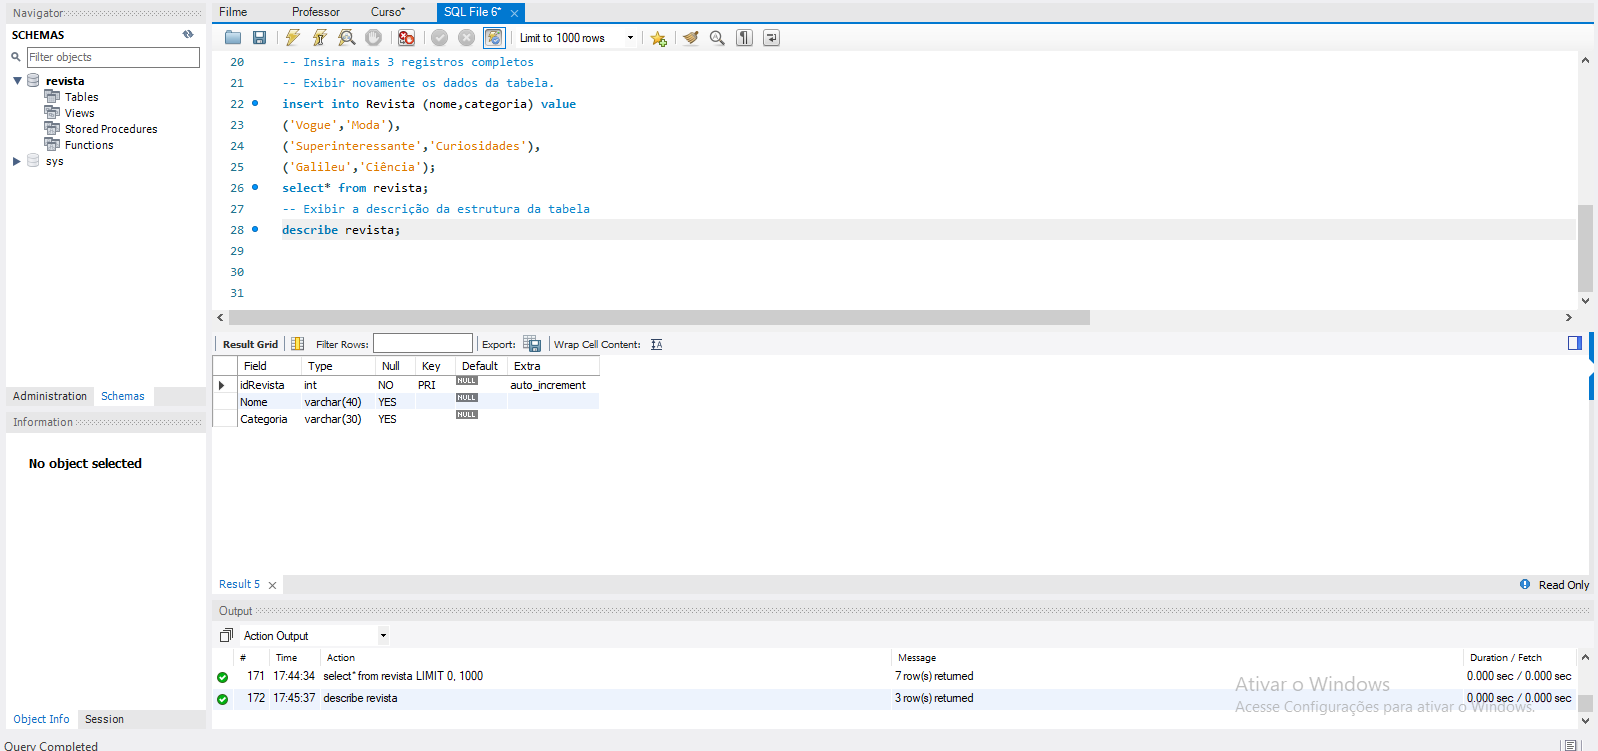 Navigator
SCHEMAS
Filter objects
revista
Tables
Views
Stored Procedures
Functions
sys
Administration Schemas
Information
No object selected
Object Info Session
Query Completed
Filme Professor Curso* SQL File 6*
Limit to 1000 rows
20 -- Insira mais 3 registros completos
21 -- Exibir novamente os dados da tabela.
22 insert into Revista (nome,categoria) value
23 ('Vogue','Moda'),
24 ('Superinteressante','Curiosidades'),
25 ('Galileu','Ciência');
26 select* from revista;
27 -- Exibir a descrição da estrutura da tabela
28 describe revista;
29
30
31
Result Grid Filter Rows: Export: Wrap Cell Content:
Field Type Null Key Default Extra
idRevista int NO PRI NULL auto_increment
Nome varchar(40) YES NULL
Categoria varchar(30) YES NULL
Result 5 Read Only
Output
Action Output
# Time Action Message Duration / Fetch
171 17:44:34 select* from revista LIMIT 0, 1000 7 row(s) returned 0.000 sec / 0.000 sec
172 17:45:37 describe revista 3 row(s) returned 0.000 sec / 0.000 sec
Ativar o Windows
Acesse Configurações para ativar o Windows.